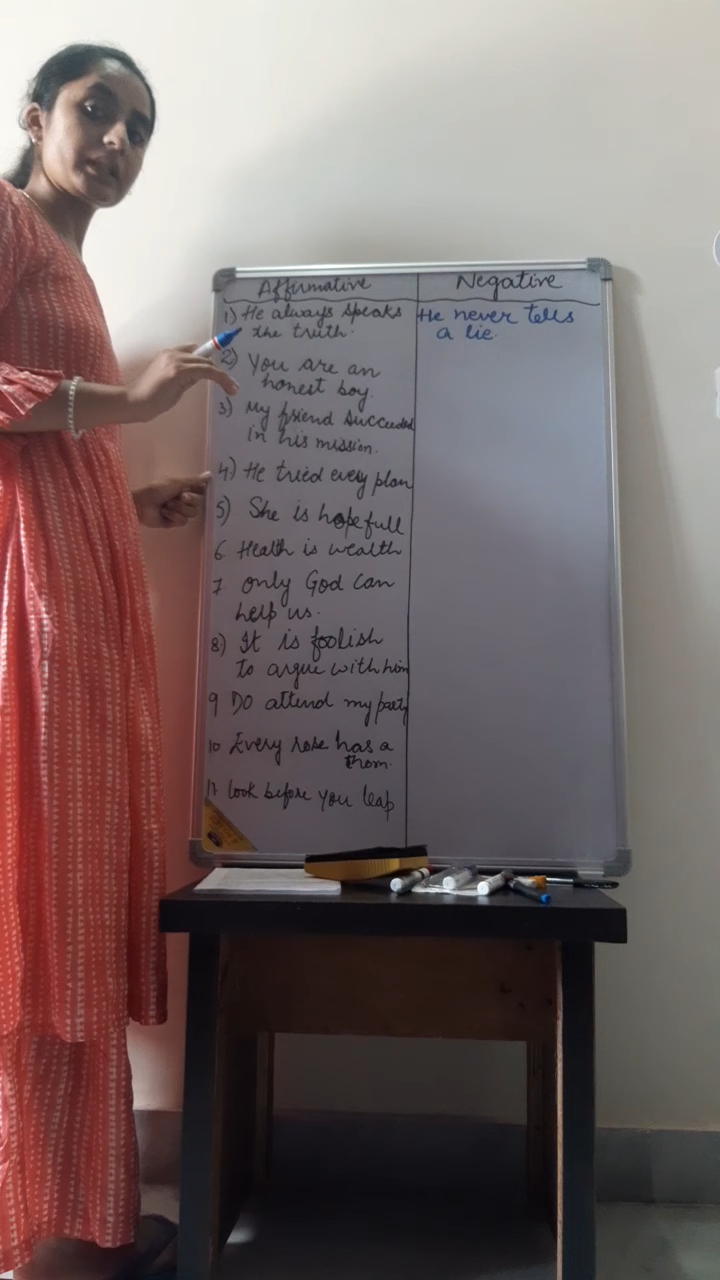 Affirmative
Negative
1) He always speaks
the truth.
He never tells
a lie.
2) You are an
honest boy.
3) My friend succeeded
in his mission.
4) He tried every plan
5) She is hopefull
6 Health is wealth
7 only God can
help us.
8) It is foolish
to argue with him
9 DO attend my party
10 Every rose has a
thorn.
11 Look before you leap